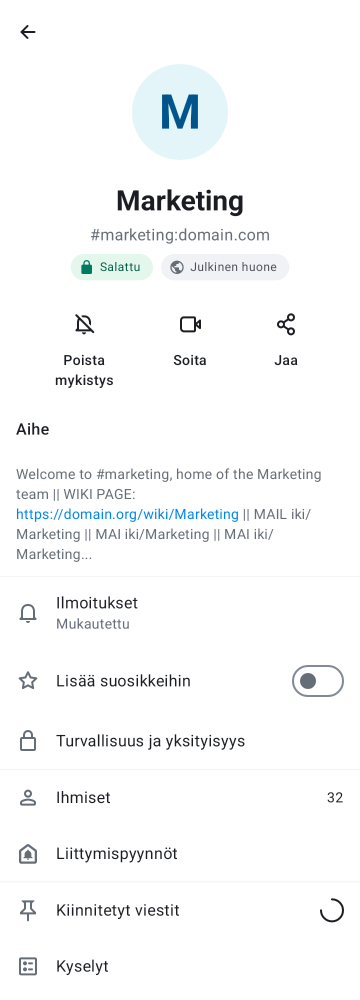 M
Marketing
#marketing:domain.com
Salattu
Julkinen huone
Poista
mykistys
Soita
Jaa
Aihe
Welcome to #marketing, home of the Marketing
team || WIKI PAGE:
https://domain.org/wiki/Marketing || MAIL iki/
Marketing || MAI iki/Marketing || MAI iki/
Marketing...
Ilmoitukset
Mukautettu
Lisää suosikkeihin
Turvallisuus ja yksityisyys
Ihmiset
32
Liittymispyynnöt
Kiinnitetyt viestit
Kyselyt